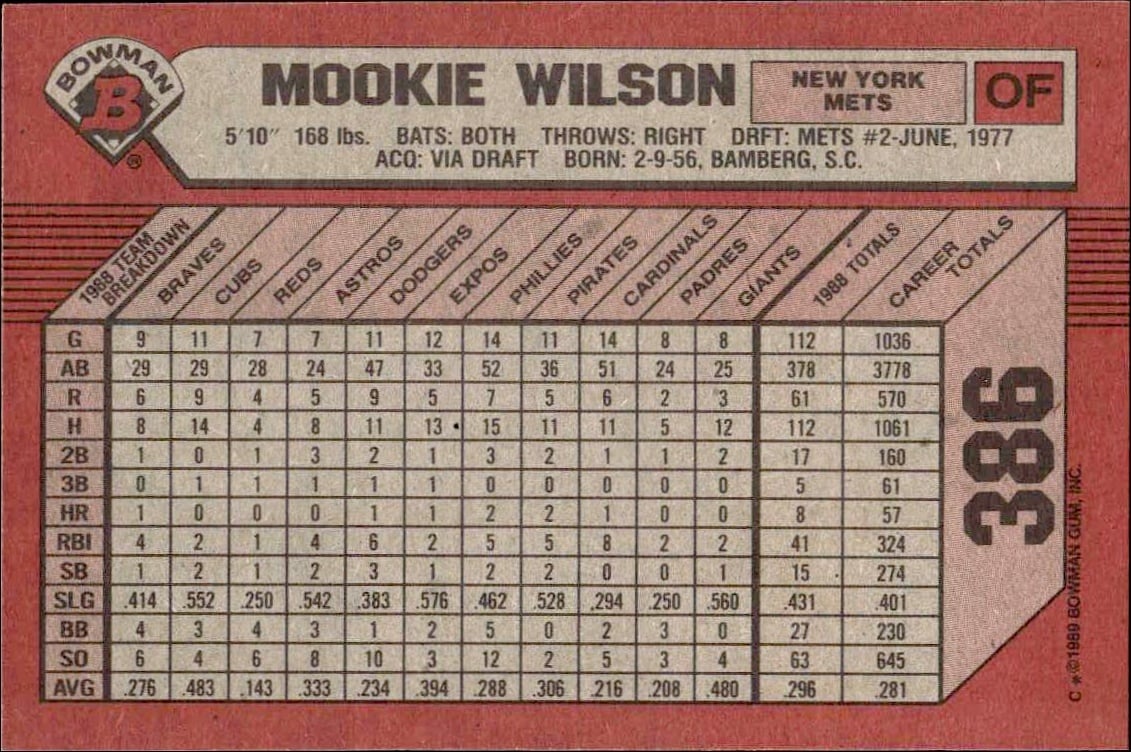 BOWMAN
B
MOOKIE WILSON
NEW YORK
METS
OF
5'10" 168 lbs. BATS: BOTH THROWS: RIGHT DRFT: METS #2-JUNE, 1977
ACQ: VIA DRAFT BORN: 2-9-56, BAMBERG, S.C.
1988 TEAM BREAKDOWN BRAVES CUBS REDS ASTROS DODGERS EXPOS PHILLIES PIRATES CARDINALS PADRES GIANTS 1988 TOTALS CAREER TOTALS
G 9 11 7 7 11 12 14 11 14 8 8 112 1036
AB 29 29 28 24 47 33 52 36 51 24 25 378 3778
R 6 9 4 5 9 5 7 5 6 2 3 61 570
H 8 14 4 8 11 13 15 11 11 5 12 112 1061
2B 1 0 1 3 2 1 3 2 1 1 2 17 160
3B 0 1 1 1 1 1 0 0 0 0 0 5 61
HR 1 0 0 0 1 1 2 2 1 0 0 8 57
RBI 4 2 1 4 6 2 5 5 8 2 2 41 324
SB 1 2 1 2 3 1 2 2 0 0 1 15 274
SLG .414 .552 .250 .542 .383 .576 .462 .528 .294 .250 .560 .431 .401
BB 4 3 4 3 1 2 5 0 2 3 0 27 230
SO 6 4 6 8 10 3 12 2 5 3 4 63 645
AVG .276 .483 .143 .333 .234 .394 .288 .306 .216 .208 .480 .296 .281
386
C *©1989 BOWMAN GUM, INC.